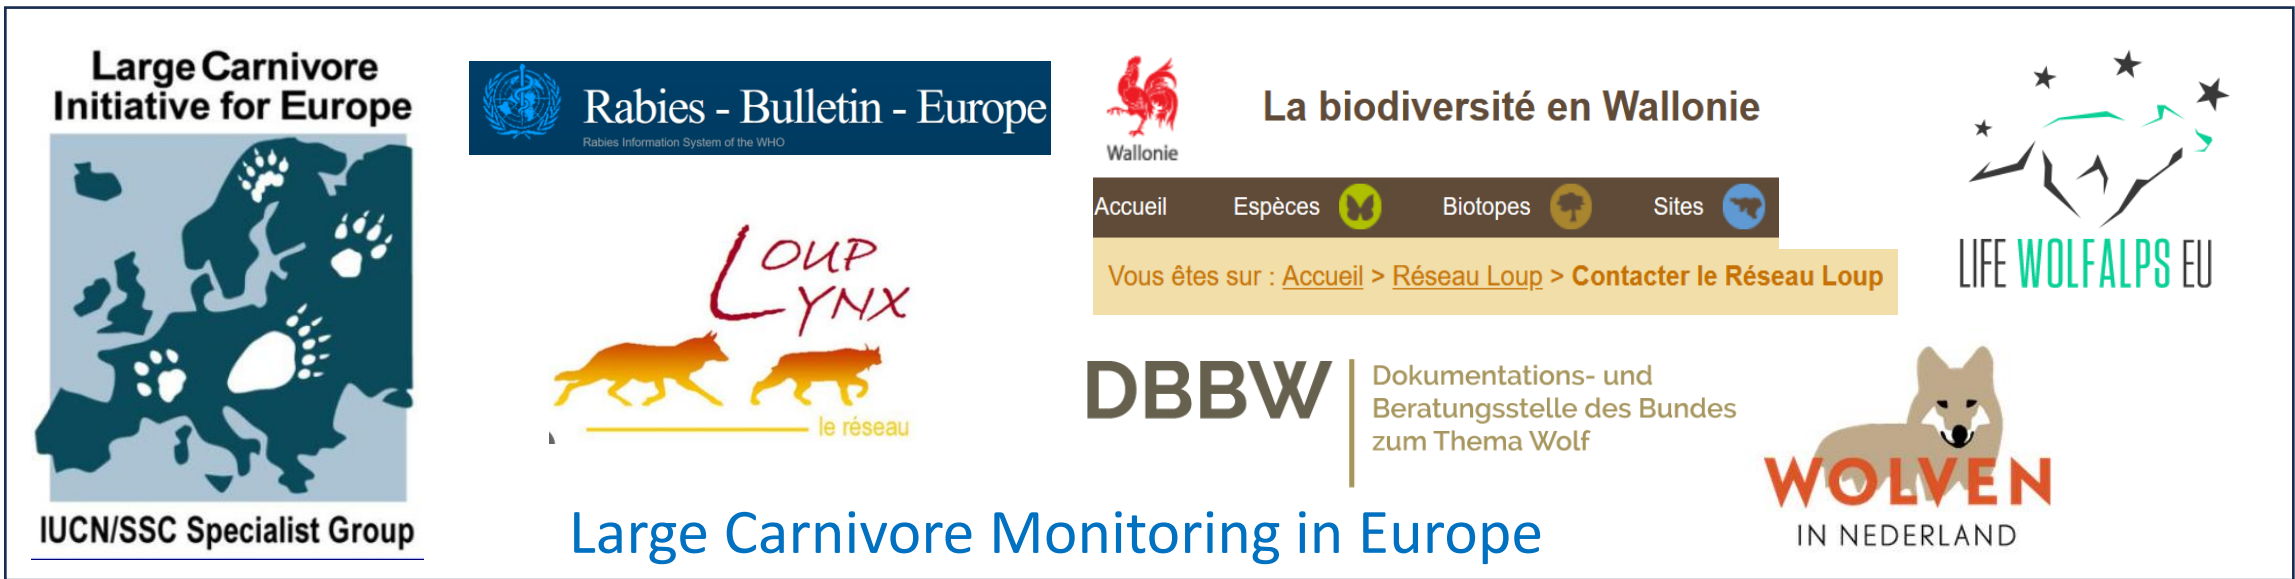 Large Carnivore
Initiative for Europe
IUCN/SSC Specialist Group
Rabies - Bulletin - Europe
Rabies Information System of the WHO
LOUP
LYNX
le réseau
Wallonie
La biodiversité en Wallonie
Accueil Espèces Biotopes Sites
Vous êtes sur : Accueil > Réseau Loup > Contacter le Réseau Loup
LIFE WOLFALPS EU
DBBW
Dokumentations- und
Beratungsstelle des Bundes
zum Thema Wolf
WOLVEN
IN NEDERLAND
Large Carnivore Monitoring in Europe